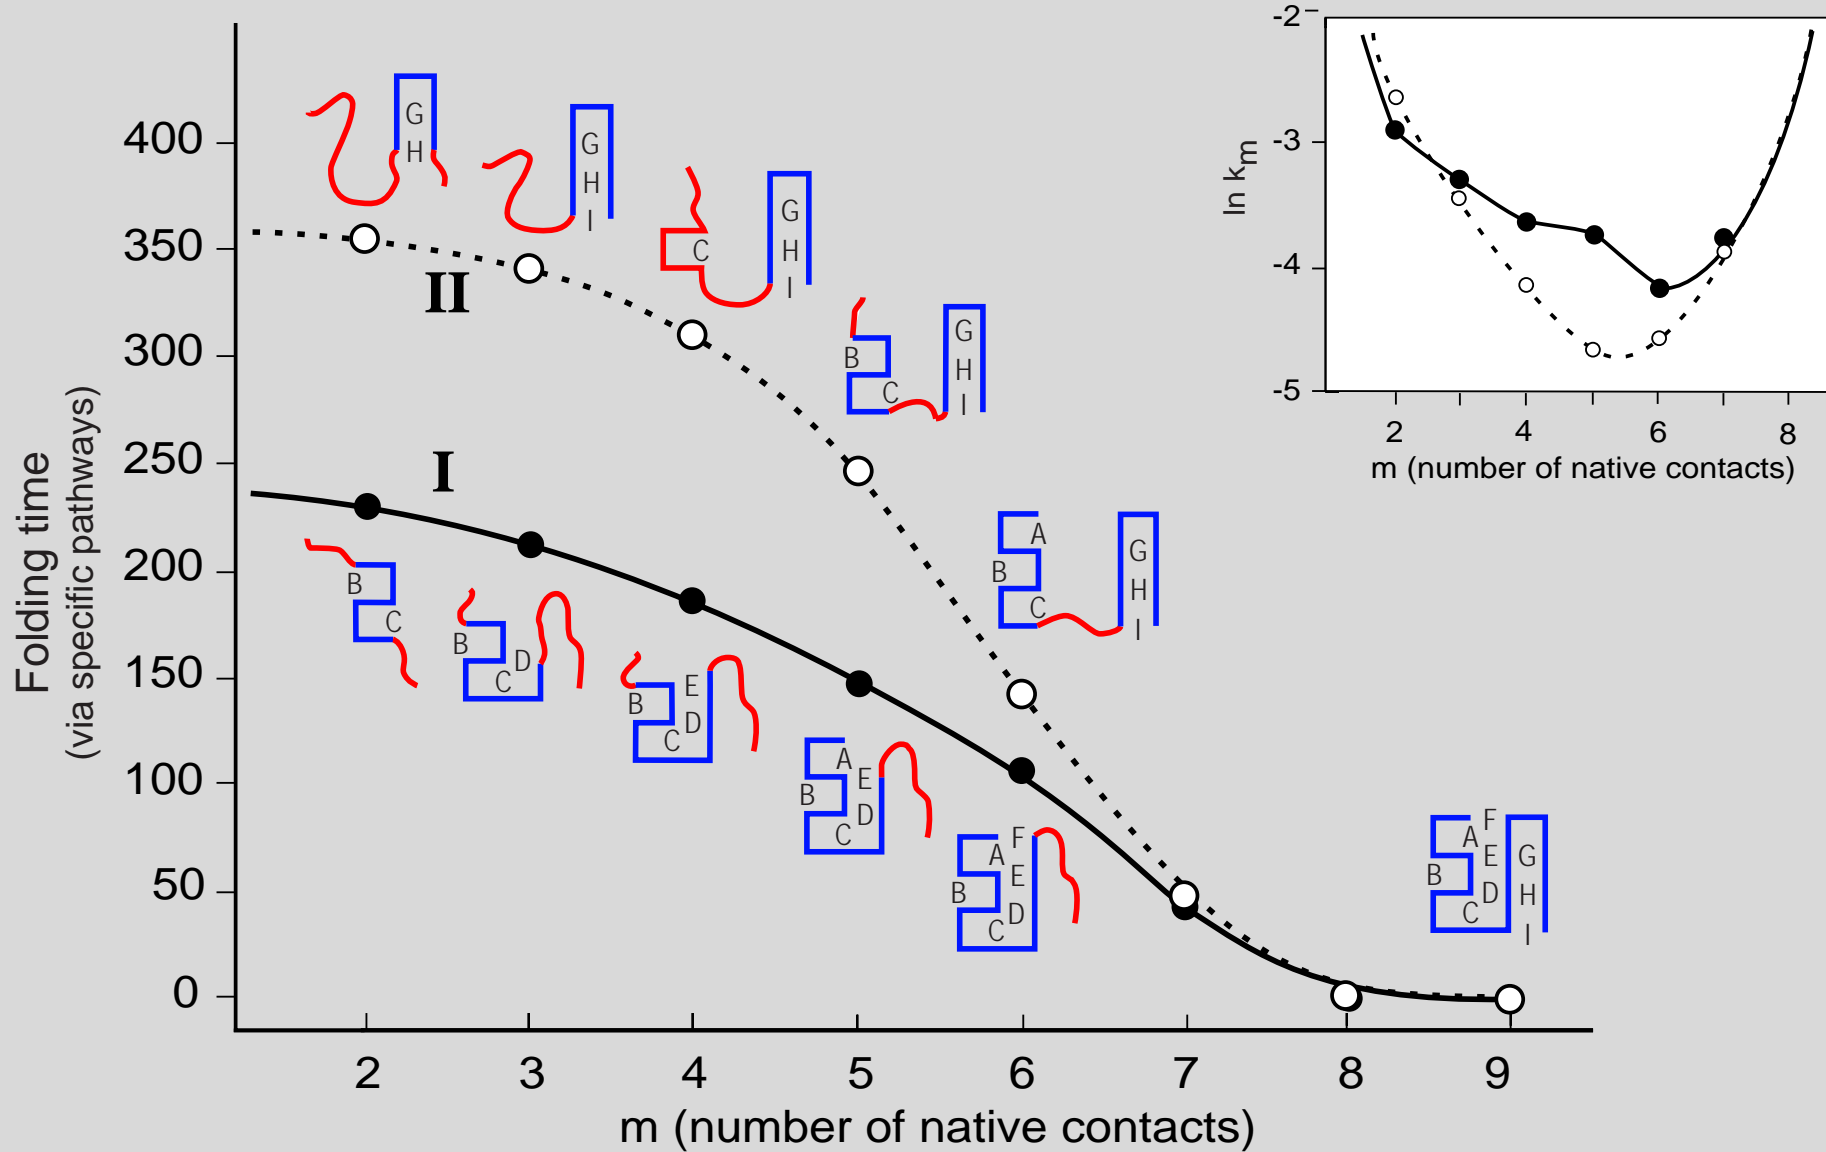 400
350
300
250
200
150
100
50
0
Folding time
(via specific pathways)
2 3 4 5 6 7 8 9
m (number of native contacts)
II
I
G
H
G
H
I
C
G
H
I
B
C
G
H
I
A
B
C
G
H
I
B
C
B
D
C
B
E
D
C
A
B
E
D
C
F
A
E
B
D
C
F
A
E
G
B
D
H
C
I
-2
-3
-4
-5
ln km
2 4 6 8
m (number of native contacts)